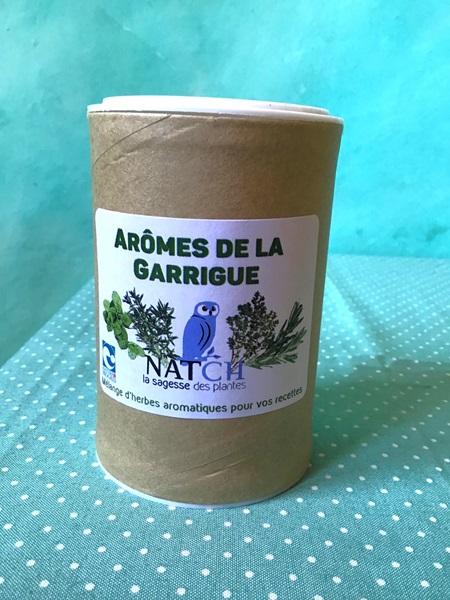 ARÔMES DE LA
GARRIGUE
NATCH
la sagesse des plantes
Mélange d'herbes aromatiques pour vos recettes